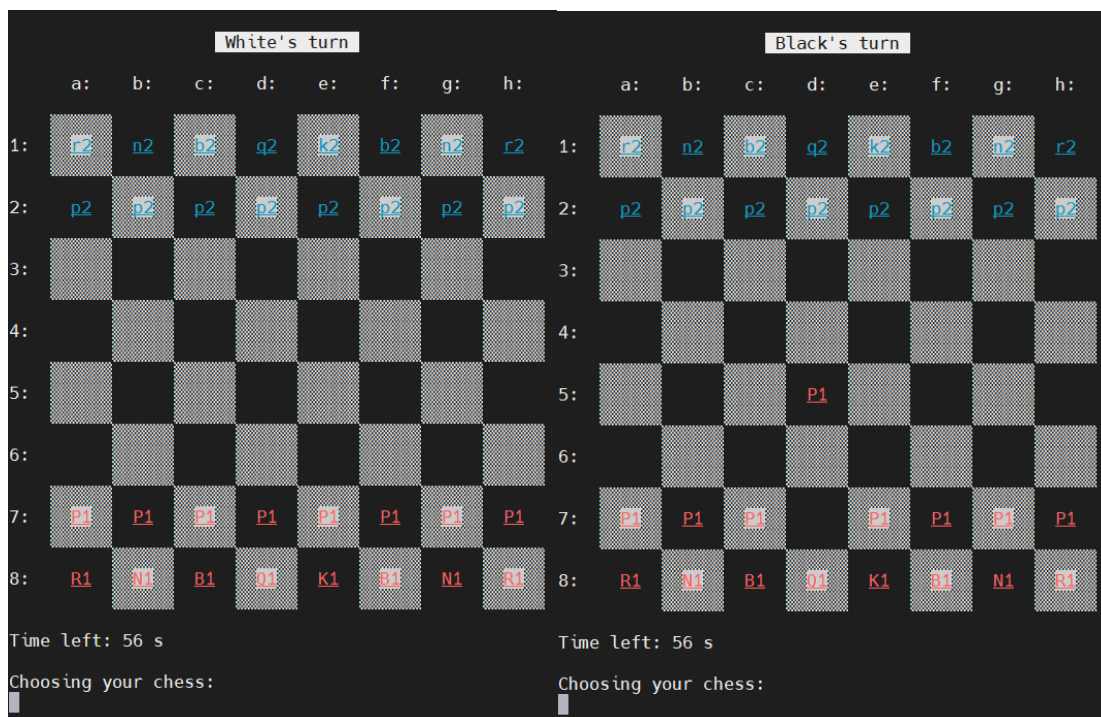 White's turn
a: b: c: d: e: f: g: h:
1: r2 n2 b2 q2 k2 b2 n2 r2
2: p2 p2 p2 p2 p2 p2 p2 p2
3:
4:
5:
6:
7: P1 P1 P1 P1 P1 P1 P1 P1
8: R1 N1 B1 Q1 K1 B1 N1 R1
Time left: 56 s
Choosing your chess:
Black's turn
a: b: c: d: e: f: g: h:
1: r2 n2 b2 q2 k2 b2 n2 r2
2: p2 p2 p2 p2 p2 p2 p2 p2
3:
4:
5: P1
6:
7: P1 P1 P1 P1 P1 P1 P1
8: R1 N1 B1 Q1 K1 B1 N1 R1
Time left: 56 s
Choosing your chess: